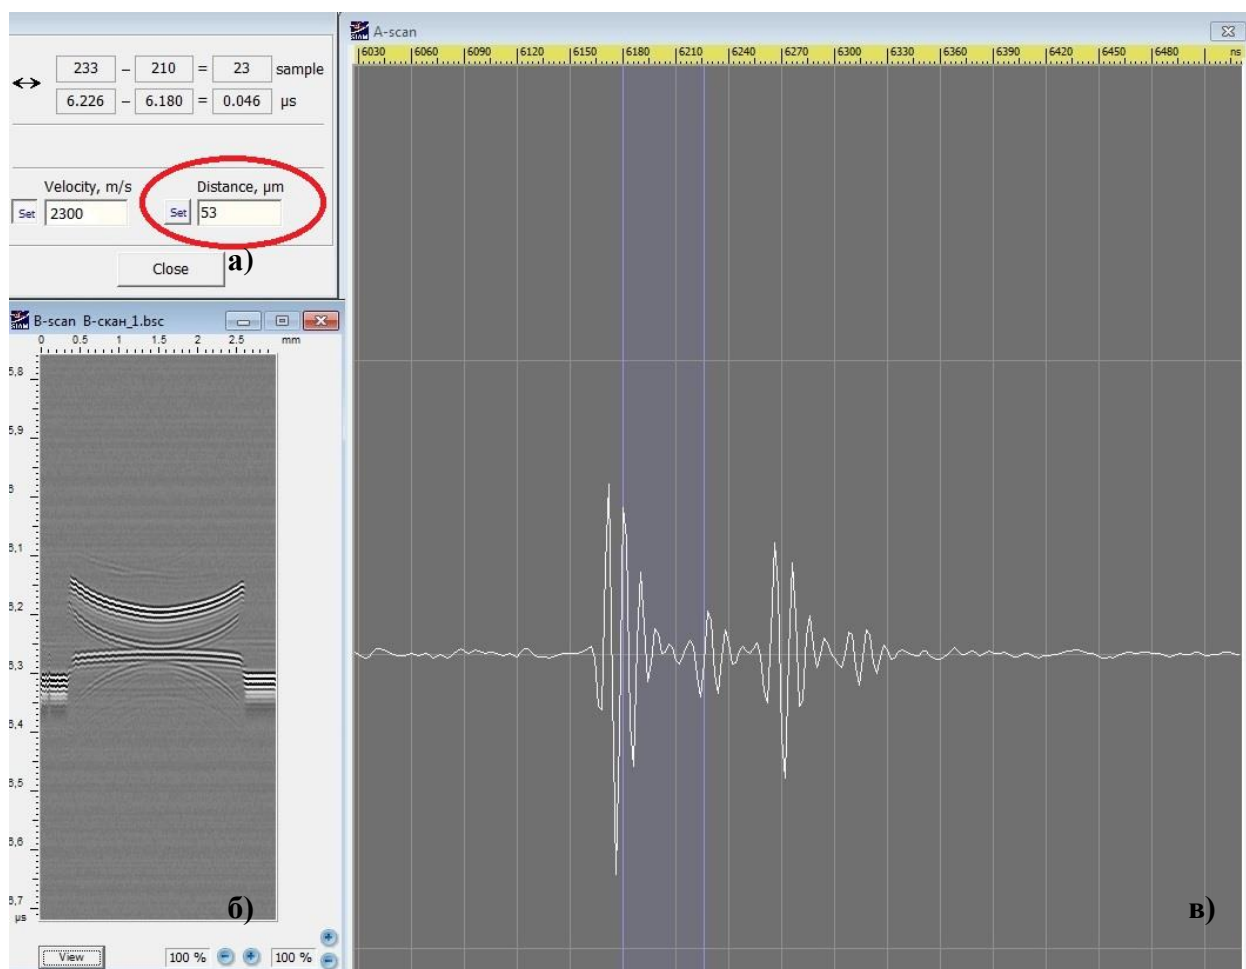 233 – 210 = 23 sample
6.226 – 6.180 = 0.046 µs
Velocity, m/s Distance, µm
Set 2300 Set 53
Close
а)
B-scan В-скан_1.bsc
0 0.5 1 1.5 2 2.5 mm
5,8
5,9
6
6,1
6,2
6,3
6,4
6,5
6,6
6,7
µs
б)
View 100 % 100 %
A-scan
6030 6060 6090 6120 6150 6180 6210 6240 6270 6300 6330 6360 6390 6420 6450 6480 ns
в)